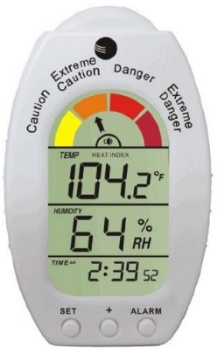 Caution
Extreme Caution
Danger
Extreme Danger
TEMP HEAT INDEX
104.2°F
HUMIDITY
64 % RH
TIME
2:39 52
SET + ALARM